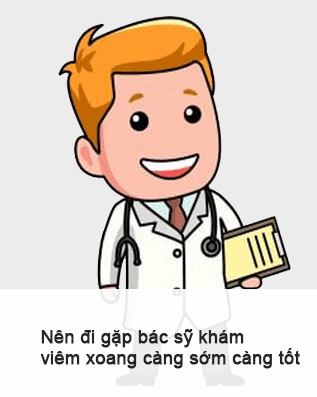 Nên đi gặp bác sỹ khám
viêm xoang càng sớm càng tốt